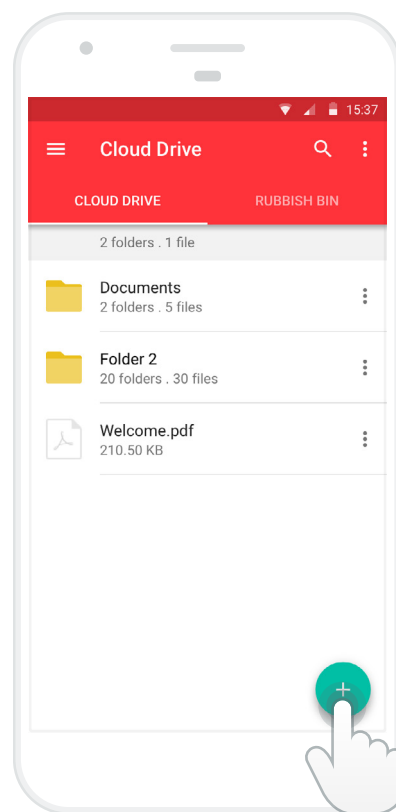 15:37
Cloud Drive
CLOUD DRIVE
RUBBISH BIN
2 folders . 1 file
Documents
2 folders . 5 files
Folder 2
20 folders . 30 files
Welcome.pdf
210.50 KB